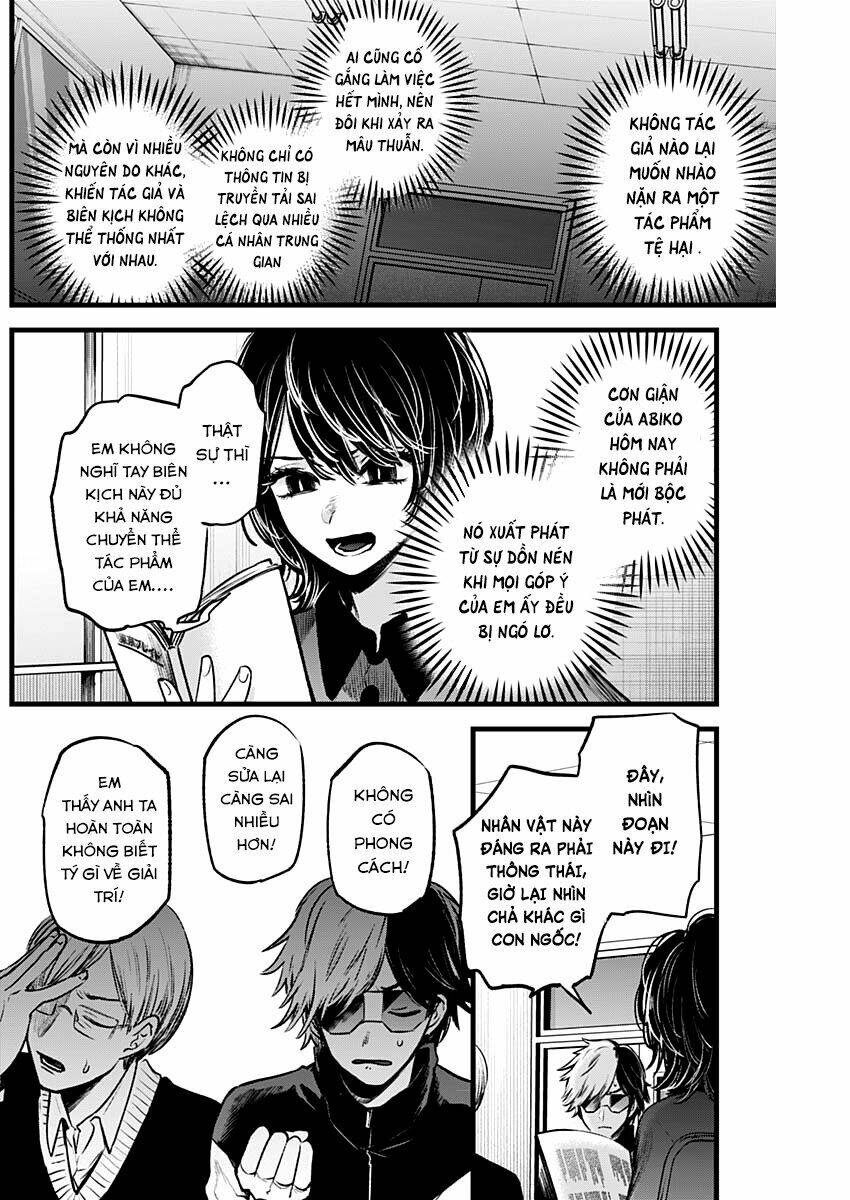 KHÔNG TÁC
GIẢ NÀO LẠI
MUỐN NHÀO
NẶN RA MỘT
TÁC PHẨM
TỆ HẠI .
AI CŨNG CỐ
GẮNG LÀM VIỆC
HẾT MÌNH, NÊN
ĐÔI KHI XẢY RA
MÂU THUẪN.
KHÔNG CHỈ CÓ
THÔNG TIN BỊ
TRUYỀN TẢI SAI
LỆCH QUA NHIỀU
CÁ NHÂN TRUNG
GIAN
MÀ CÒN VÌ NHIỀU
NGUYÊN DO KHÁC,
KHIẾN TÁC GIẢ VÀ
BIÊN KỊCH KHÔNG
THỂ THỐNG NHẤT
VỚI NHAU.
CƠN GIẬN
CỦA ABIKO
HÔM NAY
KHÔNG PHẢI
LÀ MỚI BỘC
PHÁT.
NÓ XUẤT PHÁT
TỪ SỰ DỒN NÉN
KHI MỌI GÓP Ý
CỦA EM ẤY ĐỀU
BỊ NGÓ LƠ.
THẬT
SỰ THÌ
...
EM KHÔNG
NGHĨ TAY BIÊN
KỊCH NÀY ĐỦ
KHẢ NĂNG
CHUYỂN THỂ
TÁC PHẨM
CỦA EM....
東京ブレイド
ĐÂY,
NHÌN
ĐOẠN
NÀY ĐI!
NHÂN VẬT NÀY
ĐÁNG RA PHẢI
THÔNG THÁI,
GIỜ LẠI NHÌN
CHẢ KHÁC GÌ
CON NGỐC!
KHÔNG
CÓ
PHONG
CÁCH!
CÀNG
SỬA LẠI
CÀNG SAI
NHIỀU
HƠN!
EM
THẤY ANH TA
HOÀN TOÀN
KHÔNG BIẾT
TÝ GÌ VỀ GIẢI
TRÍ!